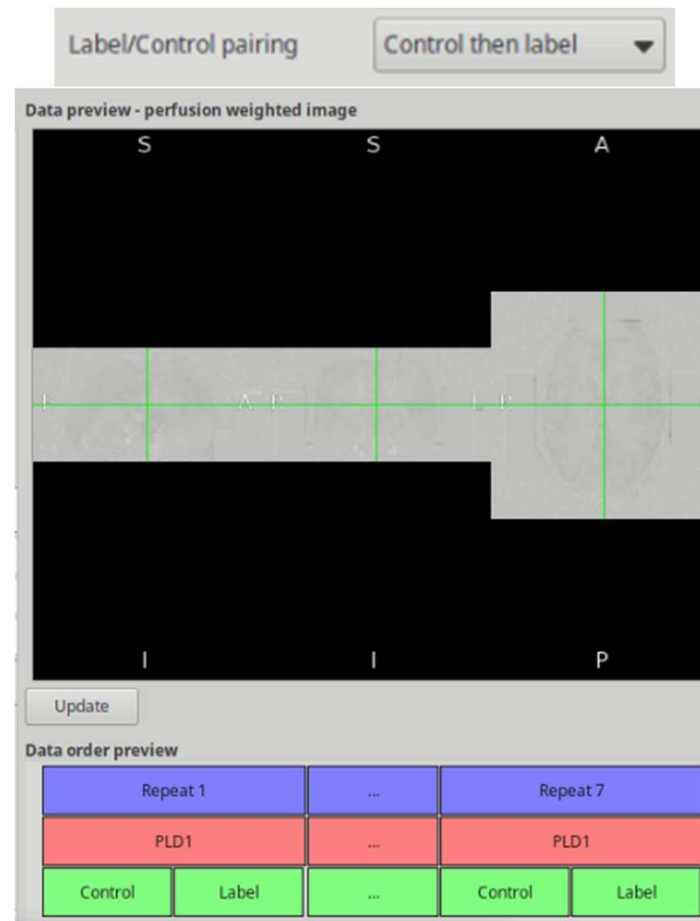 Label/Control pairing Control then label
Data preview - perfusion weighted image
S S A
A R L R
I I P
Update
Data order preview
Repeat 1 ... Repeat 7
PLD1 ... PLD1
Control Label ... Control Label